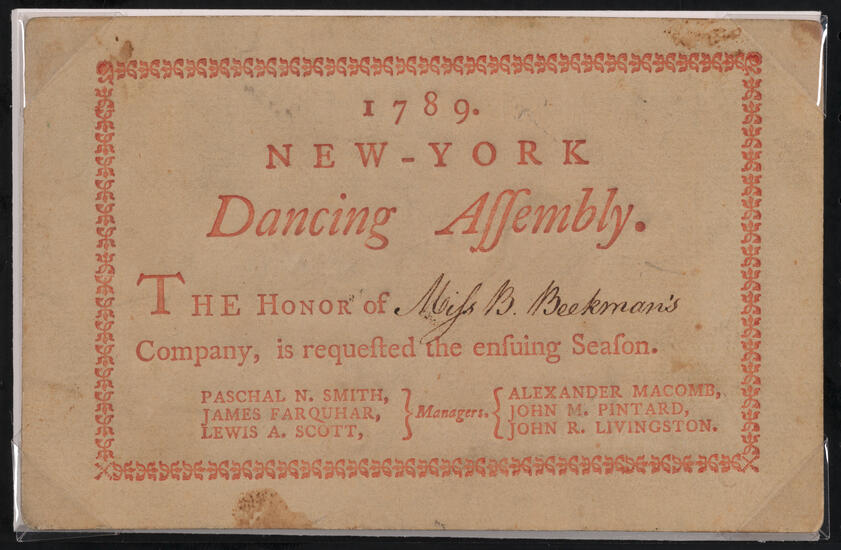 1789.
NEW-YORK
Dancing Aſſembly.
THE HONOR of Miſs B. Beekman's
Company, is requeſted the enſuing Seaſon.
PASCHAL N. SMITH, } Managers. { ALEXANDER MACOMB,
JAMES FARQUHAR, JOHN M. PINTARD,
LEWIS A. SCOTT, JOHN R. LIVINGSTON.